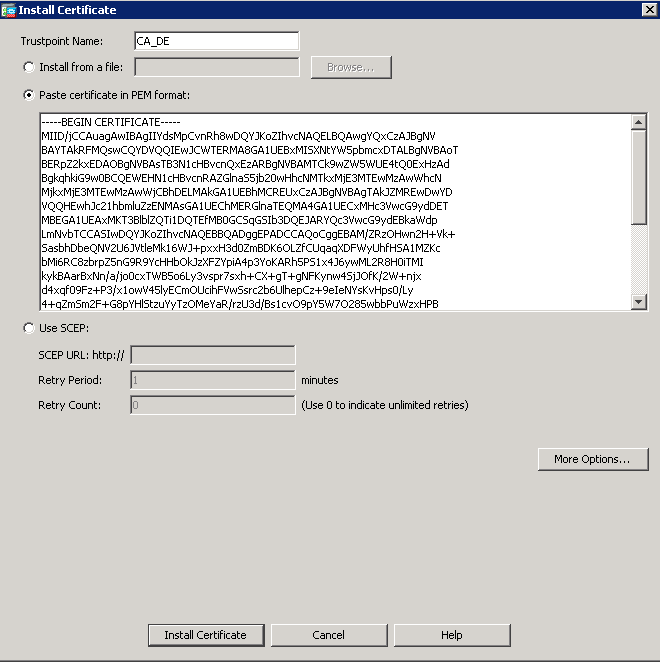 Install Certificate
Trustpoint Name: CA_DE
Install from a file: Browse...
Paste certificate in PEM format:
-----BEGIN CERTIFICATE-----
MIID/jCCAuagAwIBAgIIYdsMpCvnRh8wDQYJKoZIhvcNAQELBQAwgYQxCzAJBgNV
BAYTAkRFMQswCQYDVQQIEwJCWTERMA8GA1UEBxMISXNtYW5pbmcxDTALBgNVBAoT
BERpZ2kxEDAOBgNVBAsTB3N1cHBvcnQxEzARBgNVBAMTCk9wZW5WUE4tQ0ExHzAd
BgkqhkiG9w0BCQEWEHN1cHBvcnRAZGlnaS5jb20wHhcNMTkxMjE3MTEwMzAwWhcN
MjkxMjE3MTEwMzAwWjCBhDELMAkGA1UEBhMCREUxCzAJBgNVBAgTAkJZMREwDwYD
VQQHEwhJc21hbmluZzENMAsGA1UEChMERGlnaTEQMA4GA1UECxMHc3VwcG9ydDET
MBEGA1UEAxMKT3BlblZQTi1DQTEfMB0GCSqGSIb3DQEJARYQc3VwcG9ydEBkaWdp
LmNvbTCCASIwDQYJKoZIhvcNAQEBBQADggEPADCCAQoCggEBAM/ZRzOHwn2H+Vk+
SasbhDbeQNV2U6JVtleMk16WJ+pxxH3d0ZmBDK6OLZfCUqaqXDFWyUhfHSA1MZKc
bMi6RC8zbrpZ5nG9R9YcHHbOkJzXFZYpiA4p3YoKARh5PS1x4J6ywML2R8H0iTMI
kykBAarBxNn/a/jo0cxTWB5o6Ly3vspr7sxh+CX+gT+gNFKynw4SjJOfK/2W+njx
d4xqf09Fz+P3/x1owV45lyECmOUcihFVwSsrc2b6UlhepCz+9eIeNYsKvHps0/Ly
4+qZmSm2F+G8pYHlStzuYyTzOMeYaR/rzU3d/Bs1cvO9pY5W7O285wbbPuWzxHPB
Use SCEP:
SCEP URL: http://
Retry Period: 1 minutes
Retry Count: 0 (Use 0 to indicate unlimited retries)
More Options...
Install Certificate Cancel Help